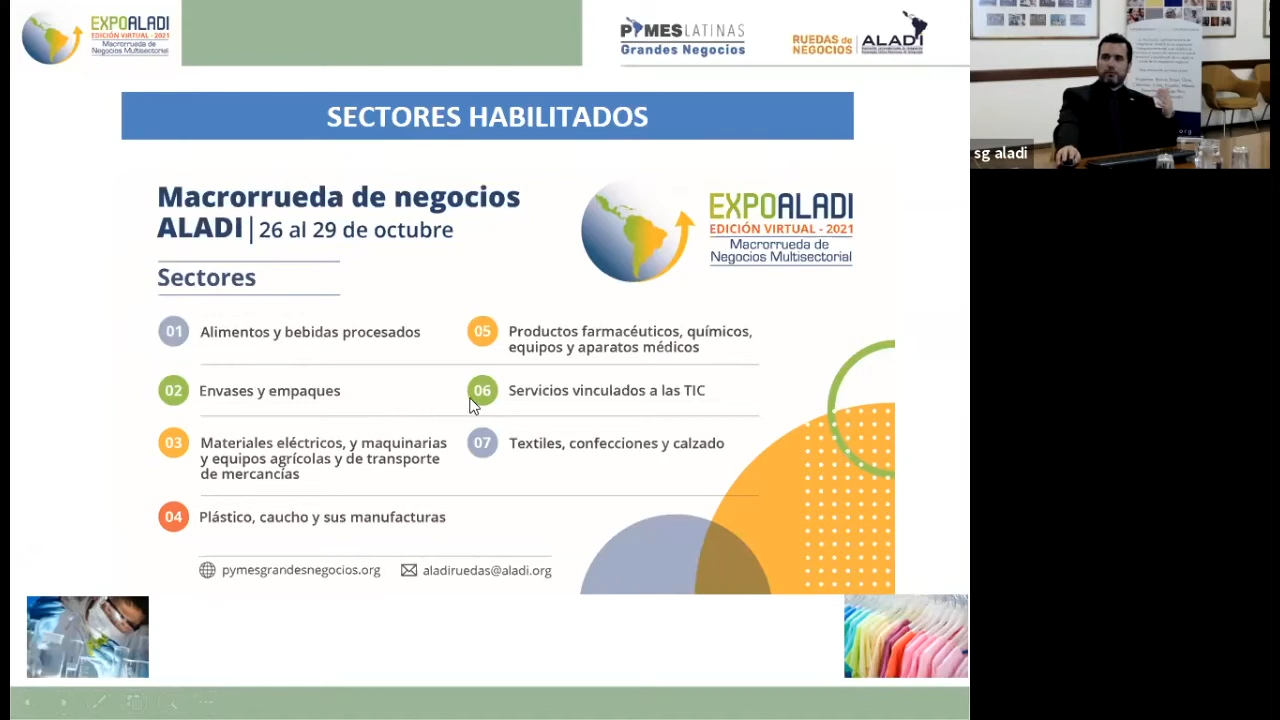 EXPOALADI
EDICIÓN VIRTUAL - 2021
Macrorrueda de
Negocios Multisectorial
PYMESLATINAS
Grandes Negocios
RUEDAS de
NEGOCIOS
ALADI
SECTORES HABILITADOS
Macrorrueda de negocios
ALADI | 26 al 29 de octubre
EXPOALADI
EDICIÓN VIRTUAL - 2021
Macrorrueda de
Negocios Multisectorial
Sectores
01 Alimentos y bebidas procesados
02 Envases y empaques
03 Materiales eléctricos, y maquinarias
y equipos agrícolas y de transporte
de mercancías
04 Plástico, caucho y sus manufacturas
05 Productos farmacéuticos, químicos,
equipos y aparatos médicos
06 Servicios vinculados a las TIC
07 Textiles, confecciones y calzado
pymesgrandesnegocios.org
aladiruedas@aladi.org
sg aladi